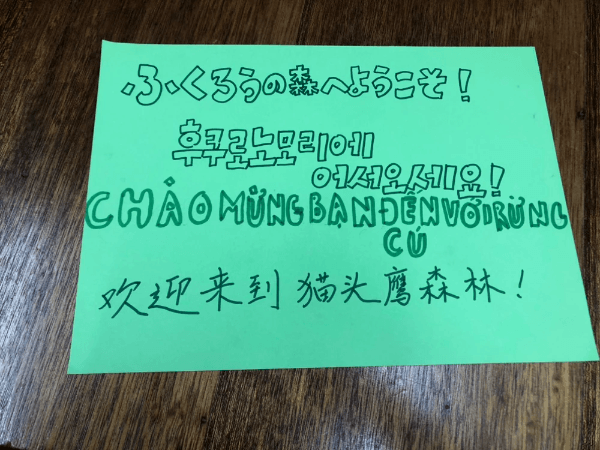 ふくろうの森へようこそ!
후쿠로노모리에
어서오세요!
CHÀO MỪNG BẠN ĐẾN VỚI RỪNG
CÚ
欢迎来到猫头鹰森林!